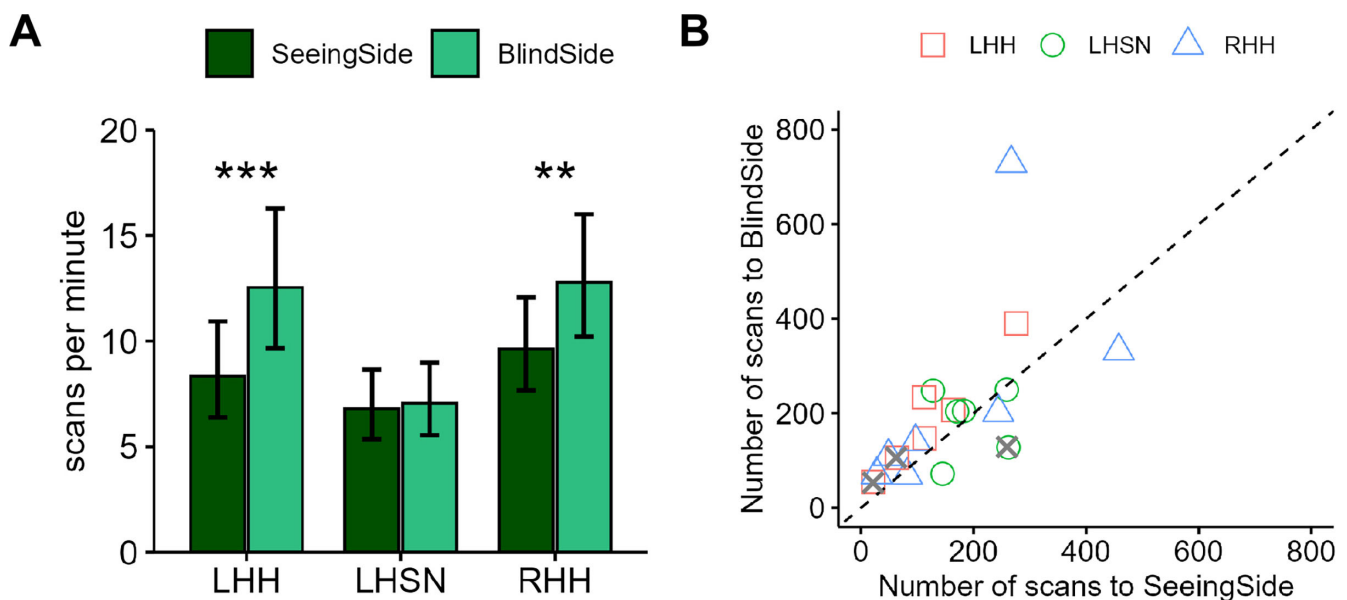 A
SeeingSide BlindSide
scans per minute
20
15
10
5
0
*** **
LHH LHSN RHH
B
LHH LHSN RHH
Number of scans to BlindSide
800
600
400
200
0
0 200 400 600 800
Number of scans to SeeingSide